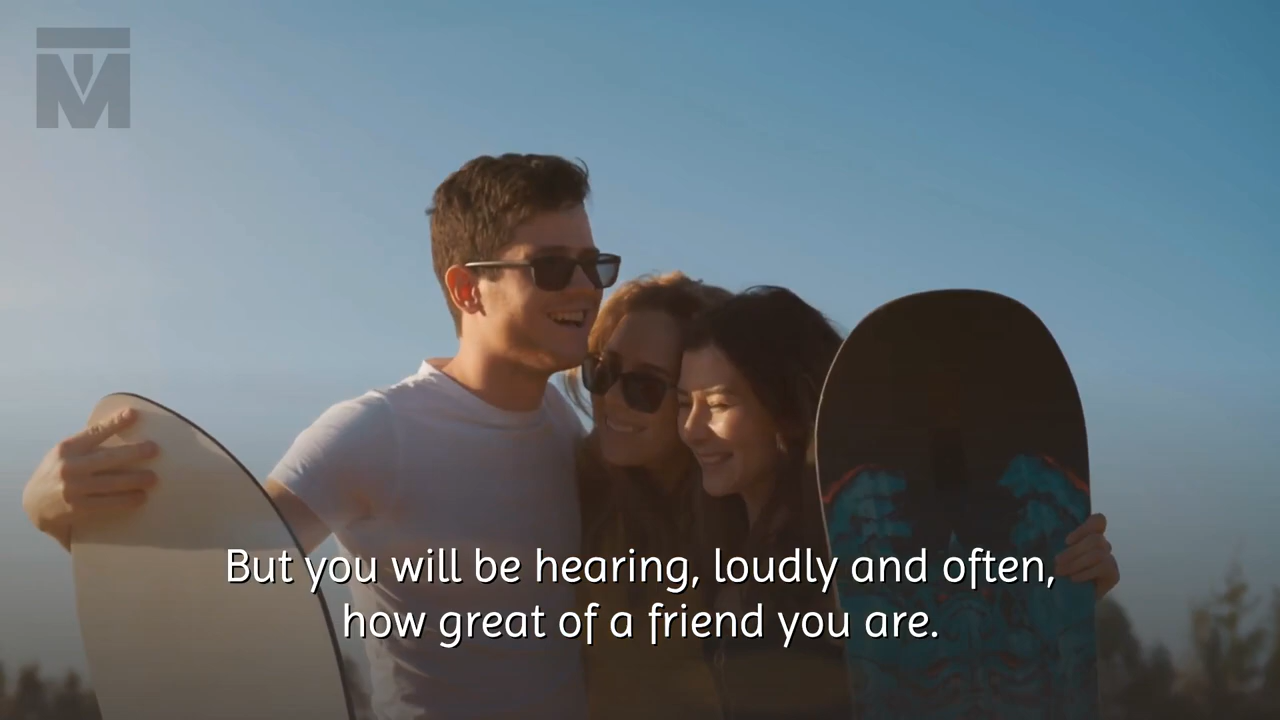 But you will be hearing, loudly and often,
how great of a friend you are.